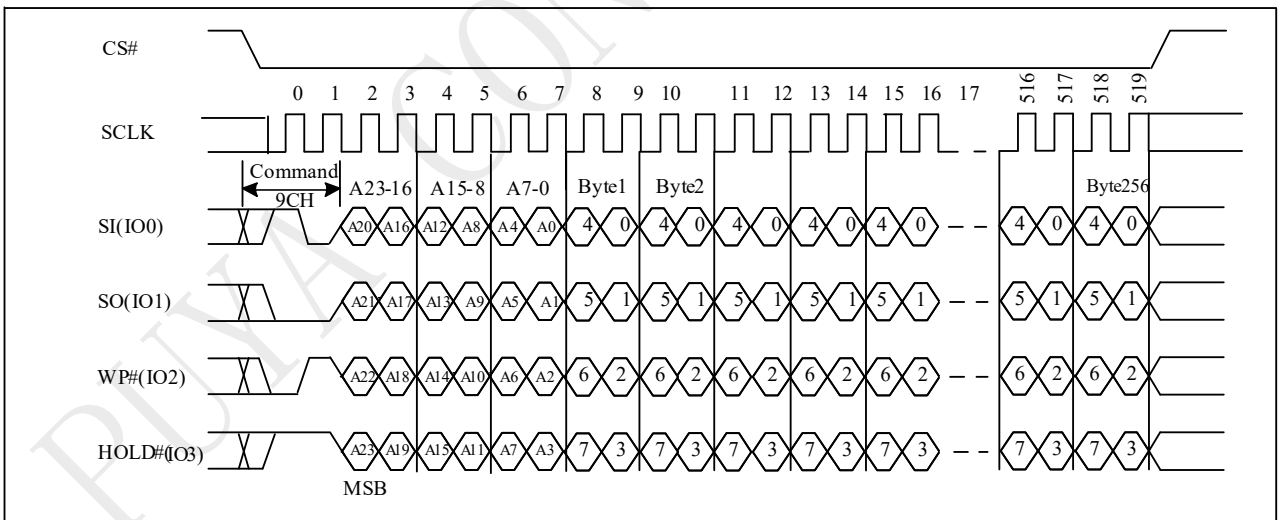 CS#
0 1 2 3 4 5 6 7 8 9 10 11 12 13 14 15 16 17 516 517 518 519
SCLK
Command
9CH
A23-16 A15-8 A7-0 Byte1 Byte2 Byte256
SI(IO0) A20 A16 A12 A8 A4 A0 4 0 4 0 4 0 4 0 4 0 4 0 4 0
SO(IO1) A21 A17 A13 A9 A5 A1 5 1 5 1 5 1 5 1 5 1 5 1 5 1
WP#(IO2) A22 A18 A14 A10 A6 A2 6 2 6 2 6 2 6 2 6 2 6 2 6 2
HOLD#(IO3) A23 A19 A15 A11 A7 A3 7 3 7 3 7 3 7 3 7 3 7 3 7 3
MSB
PUYA CON